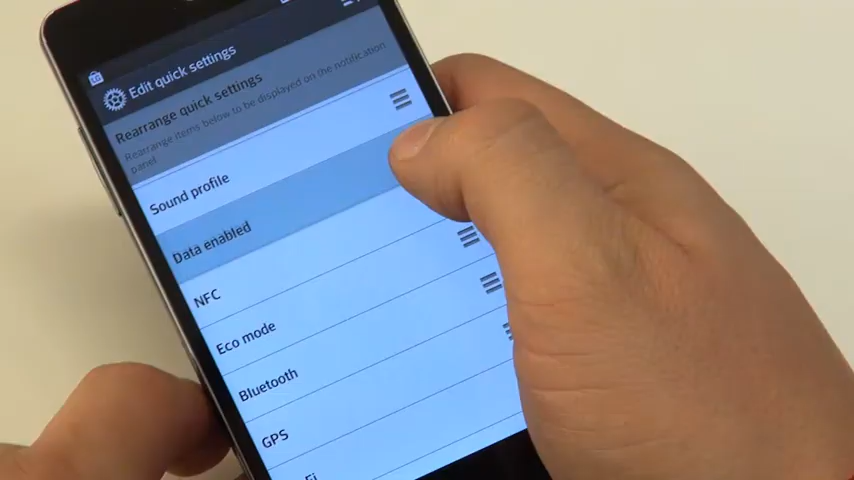 Edit quick settings
Rearrange quick settings
Rearrange items below to be displayed on the notification
panel
Sound profile
Data enabled
NFC
Eco mode
Bluetooth
GPS